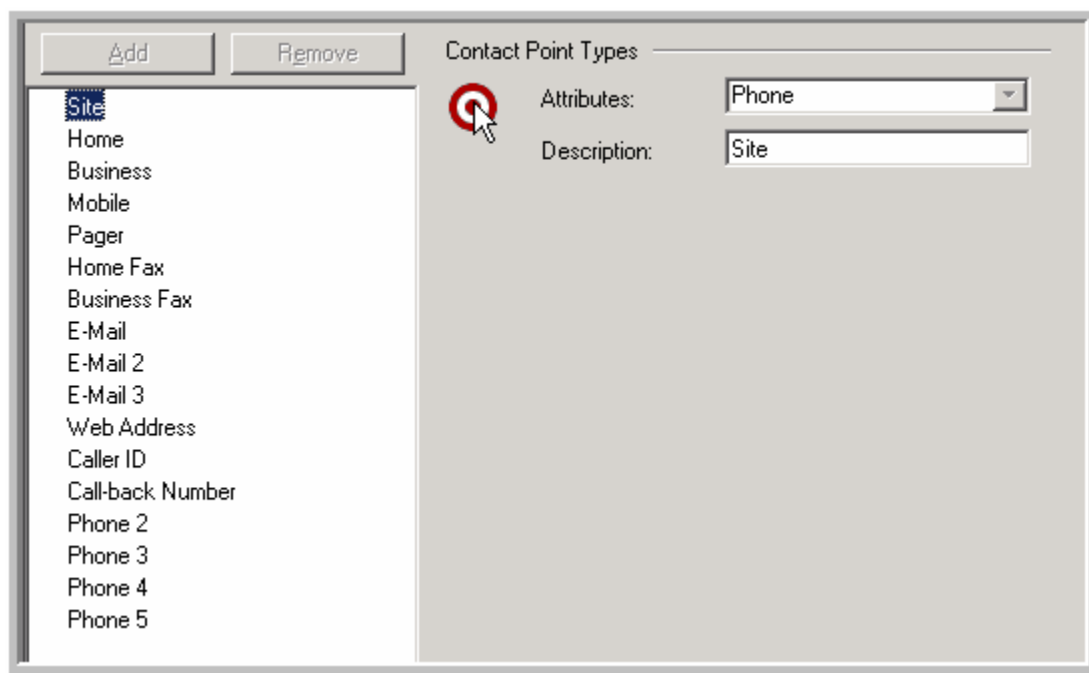 Add
Remove
Site
Home
Business
Mobile
Pager
Home Fax
Business Fax
E-Mail
E-Mail 2
E-Mail 3
Web Address
Caller ID
Call-back Number
Phone 2
Phone 3
Phone 4
Phone 5
Contact Point Types
Attributes: Phone
Description: Site